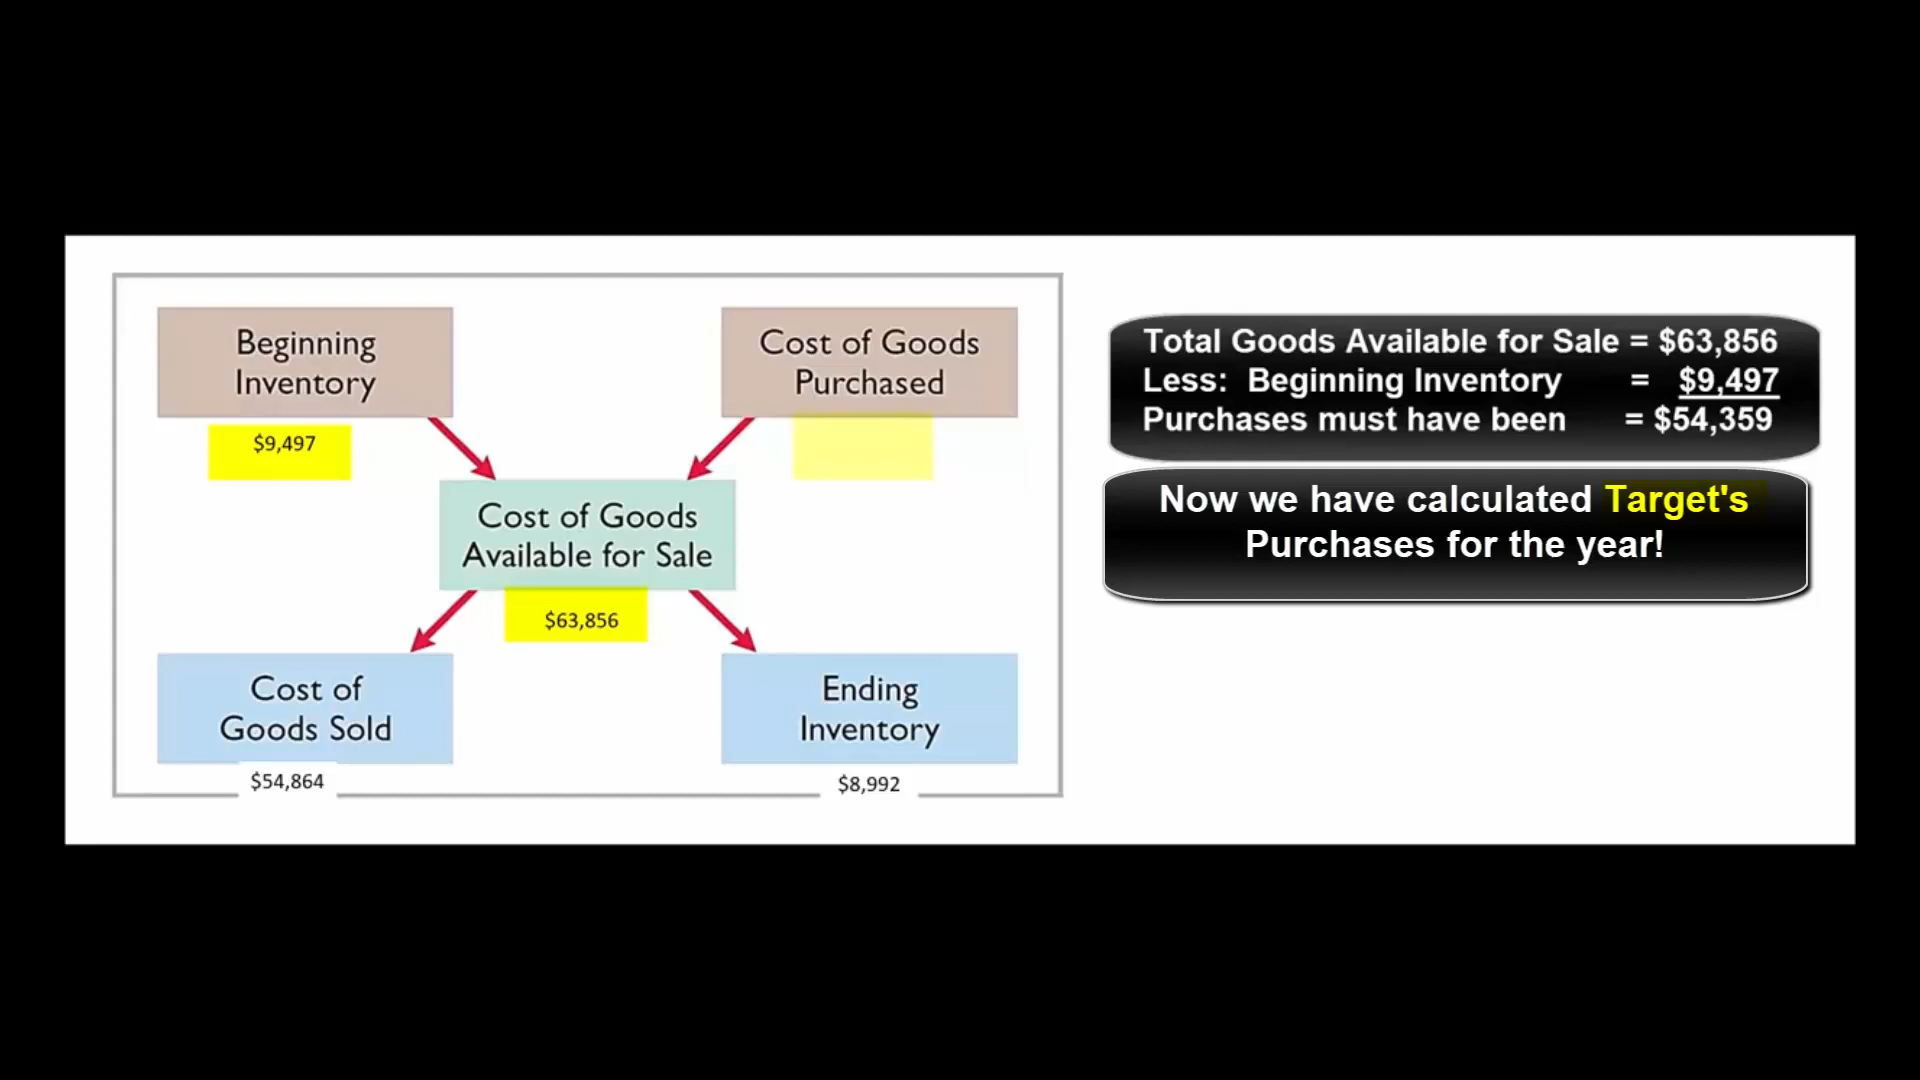 Beginning
Inventory
$9,497
Cost of Goods
Purchased
Cost of Goods
Available for Sale
$63,856
Cost of
Goods Sold
$54,864
Ending
Inventory
$8,992
Total Goods Available for Sale = $63,856
Less: Beginning Inventory = $9,497
Purchases must have been = $54,359
Now we have calculated Target's
Purchases for the year!